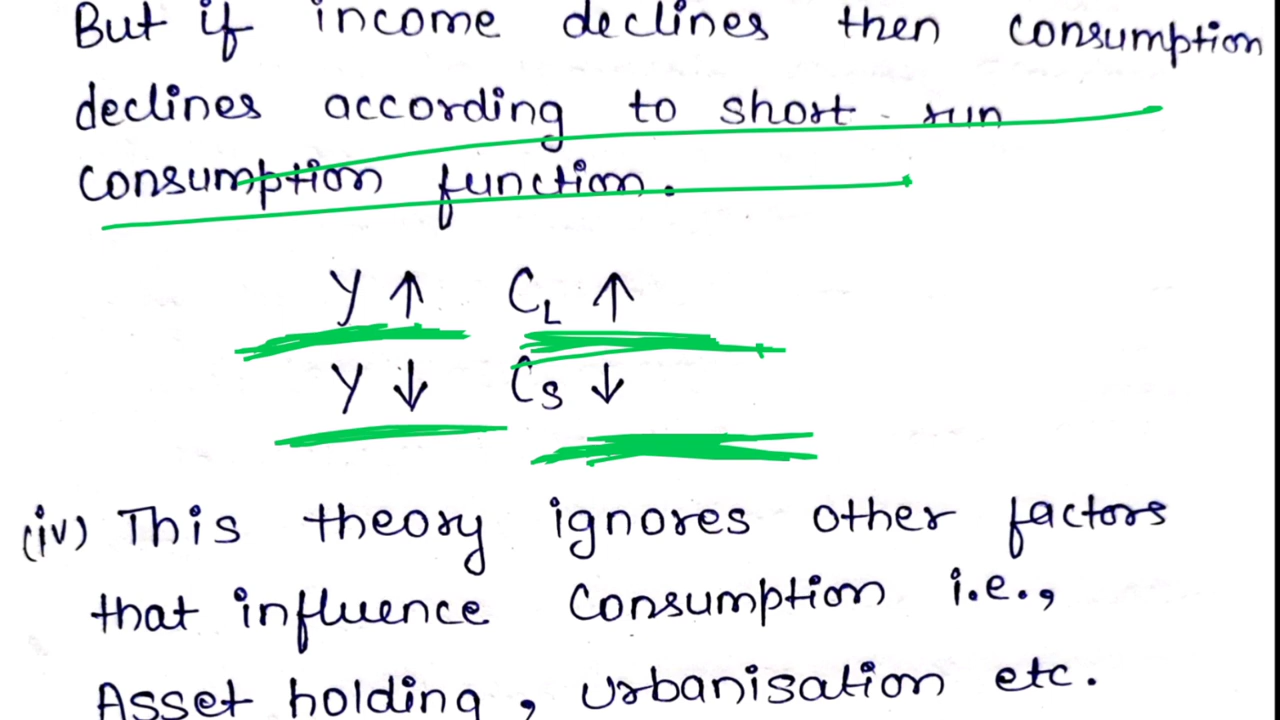 But if income declines then consumption
declines according to short run
consumption function.
Y ↑ CL ↑
Y ↓ CS ↓
(iv) This theory ignores other factors
that influence Consumption i.e.,
Asset holding, Urbanisation etc.